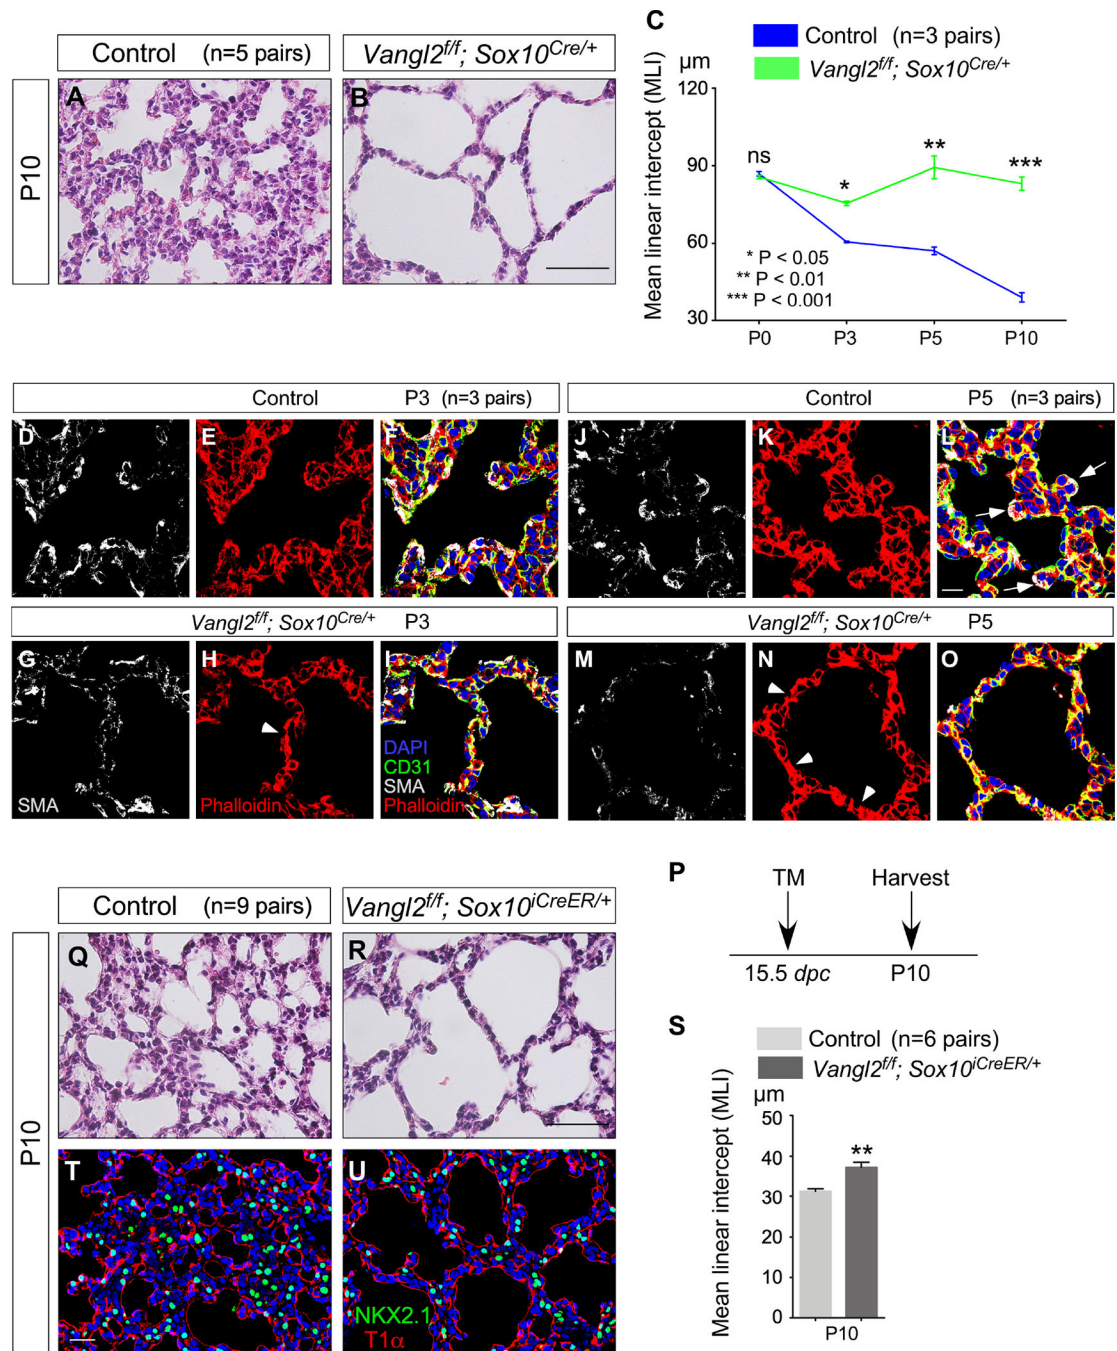 Control (n=5 pairs)
Vangl2f/f; Sox10Cre/+
P10
A
B
C
Control (n=3 pairs)
Vangl2f/f; Sox10Cre/+
µm
Mean linear intercept (MLI)
120
90
60
30
ns
*
**
***
* P < 0.05
** P < 0.01
*** P < 0.001
P0 P3 P5 P10
Control P3 (n=3 pairs)
Control P5 (n=3 pairs)
D
E
F
J
K
L
Vangl2f/f; Sox10Cre/+ P3
Vangl2f/f; Sox10Cre/+ P5
G
SMA
H
Phalloidin
I
DAPI
CD31
SMA
Phalloidin
M
N
O
Control (n=9 pairs)
Vangl2f/f; Sox10iCreER/+
P10
Q
R
T
U
NKX2.1
T1α
P
TM Harvest
15.5 dpc P10
S
Control (n=6 pairs)
Vangl2f/f; Sox10iCreER/+
µm
Mean linear intercept (MLI)
50
40
30
20
10
0
**
P10